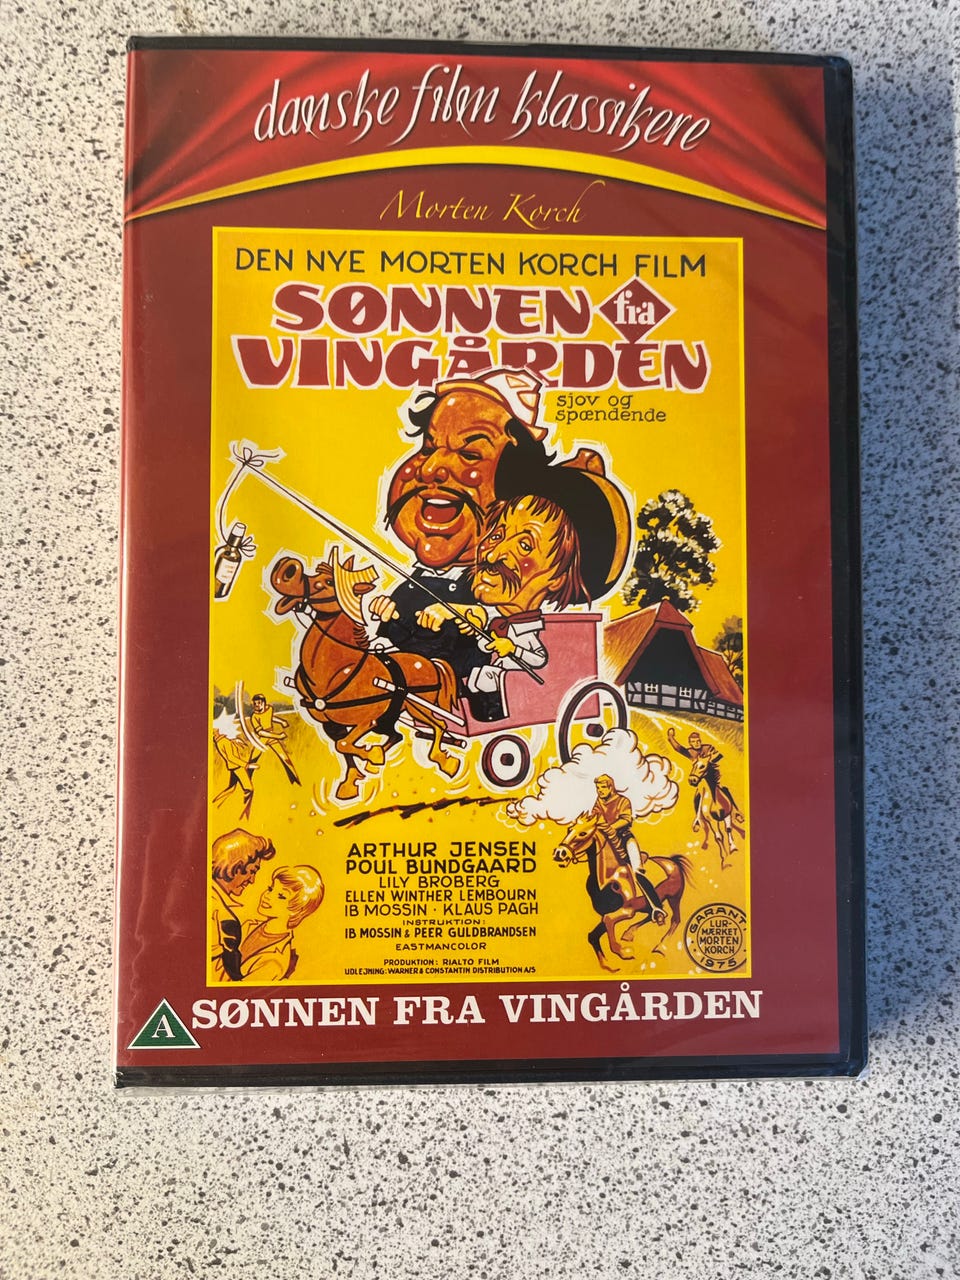 danske film klassikere
Morten Korch
DEN NYE MORTEN KORCH FILM
SØNNEN fra
VINGÅRDEN
sjov og
spændende
ARTHUR JENSEN
POUL BUNDGAARD
LILY BROBERG
ELLEN WINTHER LEMBOURN
IB MOSSIN · KLAUS PAGH
INSTRUKTION:
IB MOSSIN & PEER GULDBRANDSEN
EASTMANCOLOR
PRODUKTION: RIALTO FILM
UDLEJNING: WARNER & CONSTANTIN DISTRIBUTION A/S
GARANT.
LUR-
MÆRKET
MORTEN
KORCH
1975
A
SØNNEN FRA VINGÅRDEN